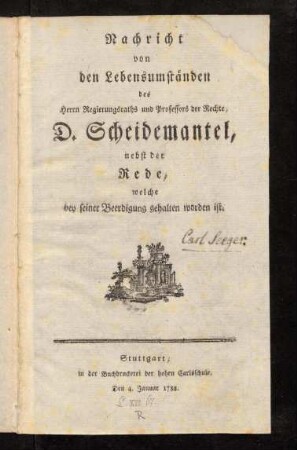 Nachricht
von
den Lebensumständen
des
Herrn Regierungsraths und Professors der Rechte,
D. Scheidemantel,
nebst der
Rede,
welche
bey seiner Beerdigung gehalten worden ist.
Carl Seeger.
Stuttgart;
in der Buchdruckerei der hohen Carlsschule.
Den 4. Januar 1788.
R